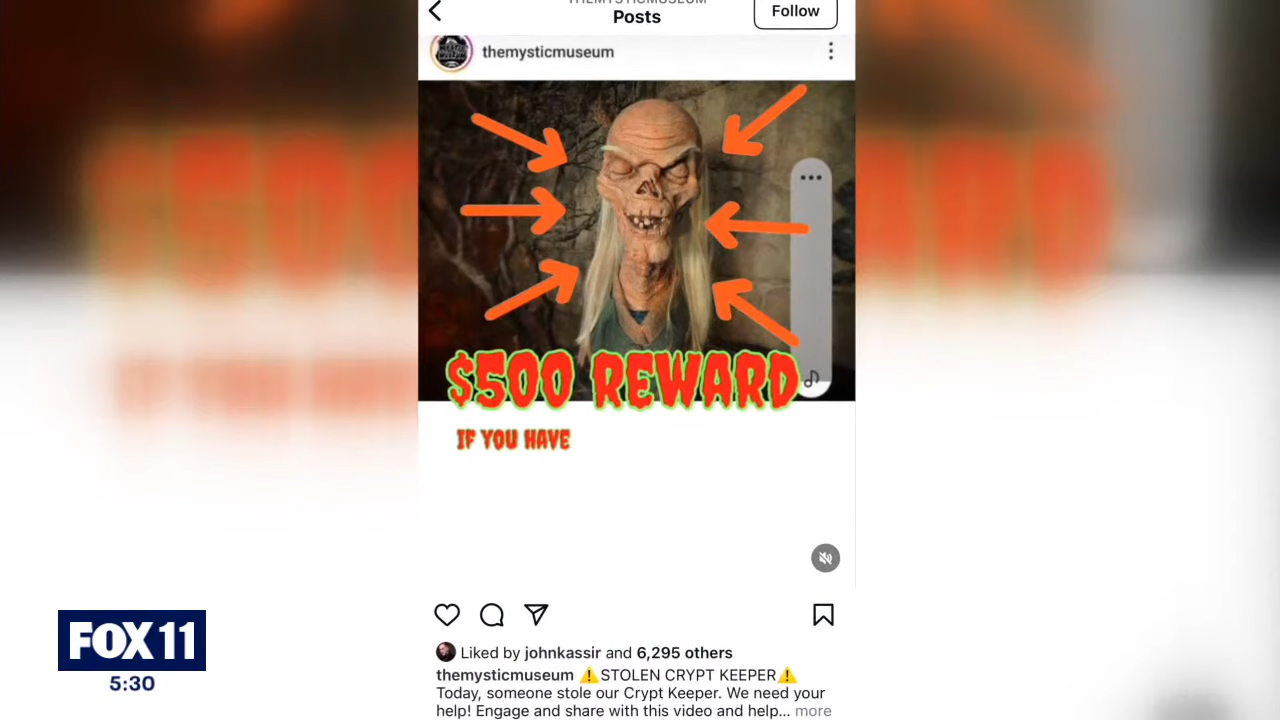 THEMYSTICMUSEUM
Posts
Follow
themysticmuseum
$500 REWARD
IF YOU HAVE
Liked by johnkassir and 6,295 others
themysticmuseum ⚠️STOLEN CRYPT KEEPER⚠️
Today, someone stole our Crypt Keeper. We need your
help! Engage and share with this video and help... more
FOX 11
5:30